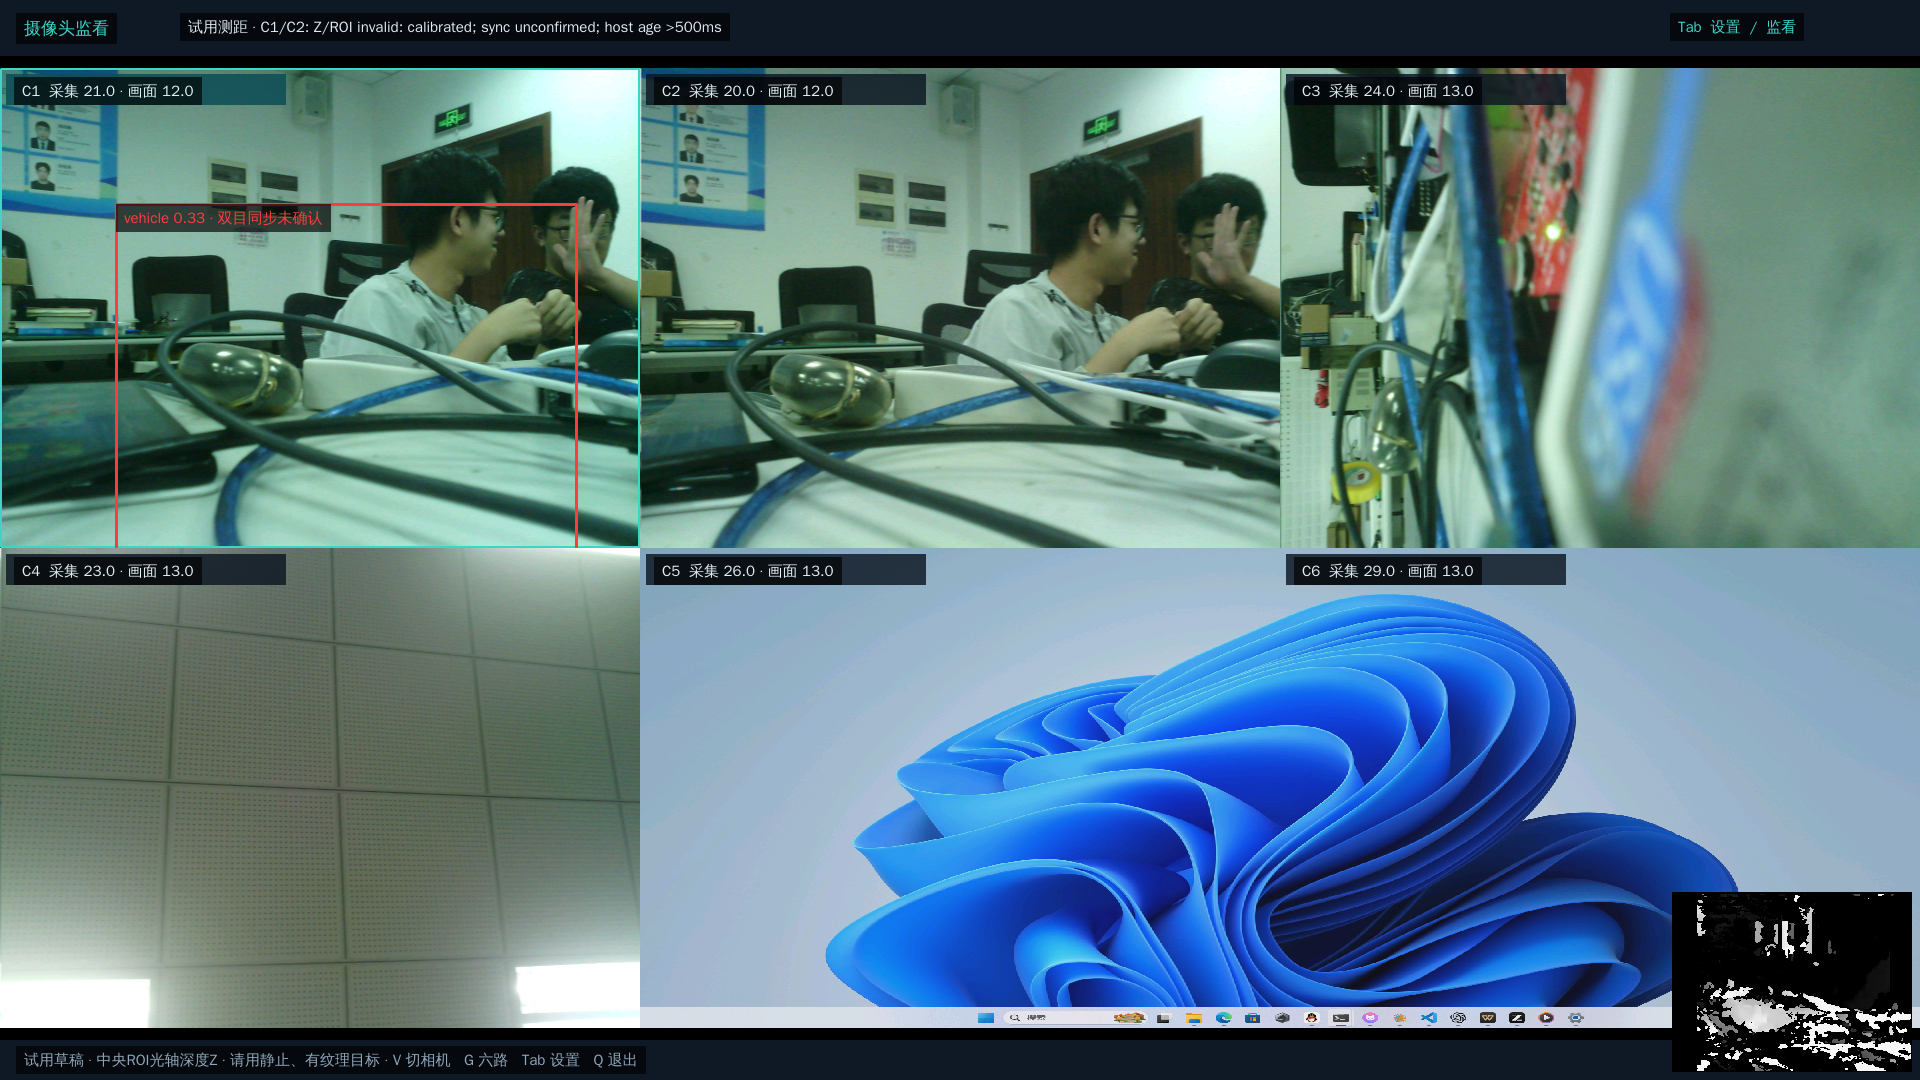 摄像头监看
试用测距 · C1/C2: Z/ROI invalid: calibrated; sync unconfirmed; host age >500ms
Tab 设置 / 监看
C1 采集 21.0 · 画面 12.0
C2 采集 20.0 · 画面 12.0
C3 采集 24.0 · 画面 13.0
vehicle 0.33 · 双目同步未确认
C4 采集 23.0 · 画面 13.0
C5 采集 26.0 · 画面 13.0
C6 采集 29.0 · 画面 13.0
搜索
试用草稿 · 中央ROI光轴深度Z · 请用静止、有纹理目标 · V 切相机 G 六路 Tab 设置 Q 退出